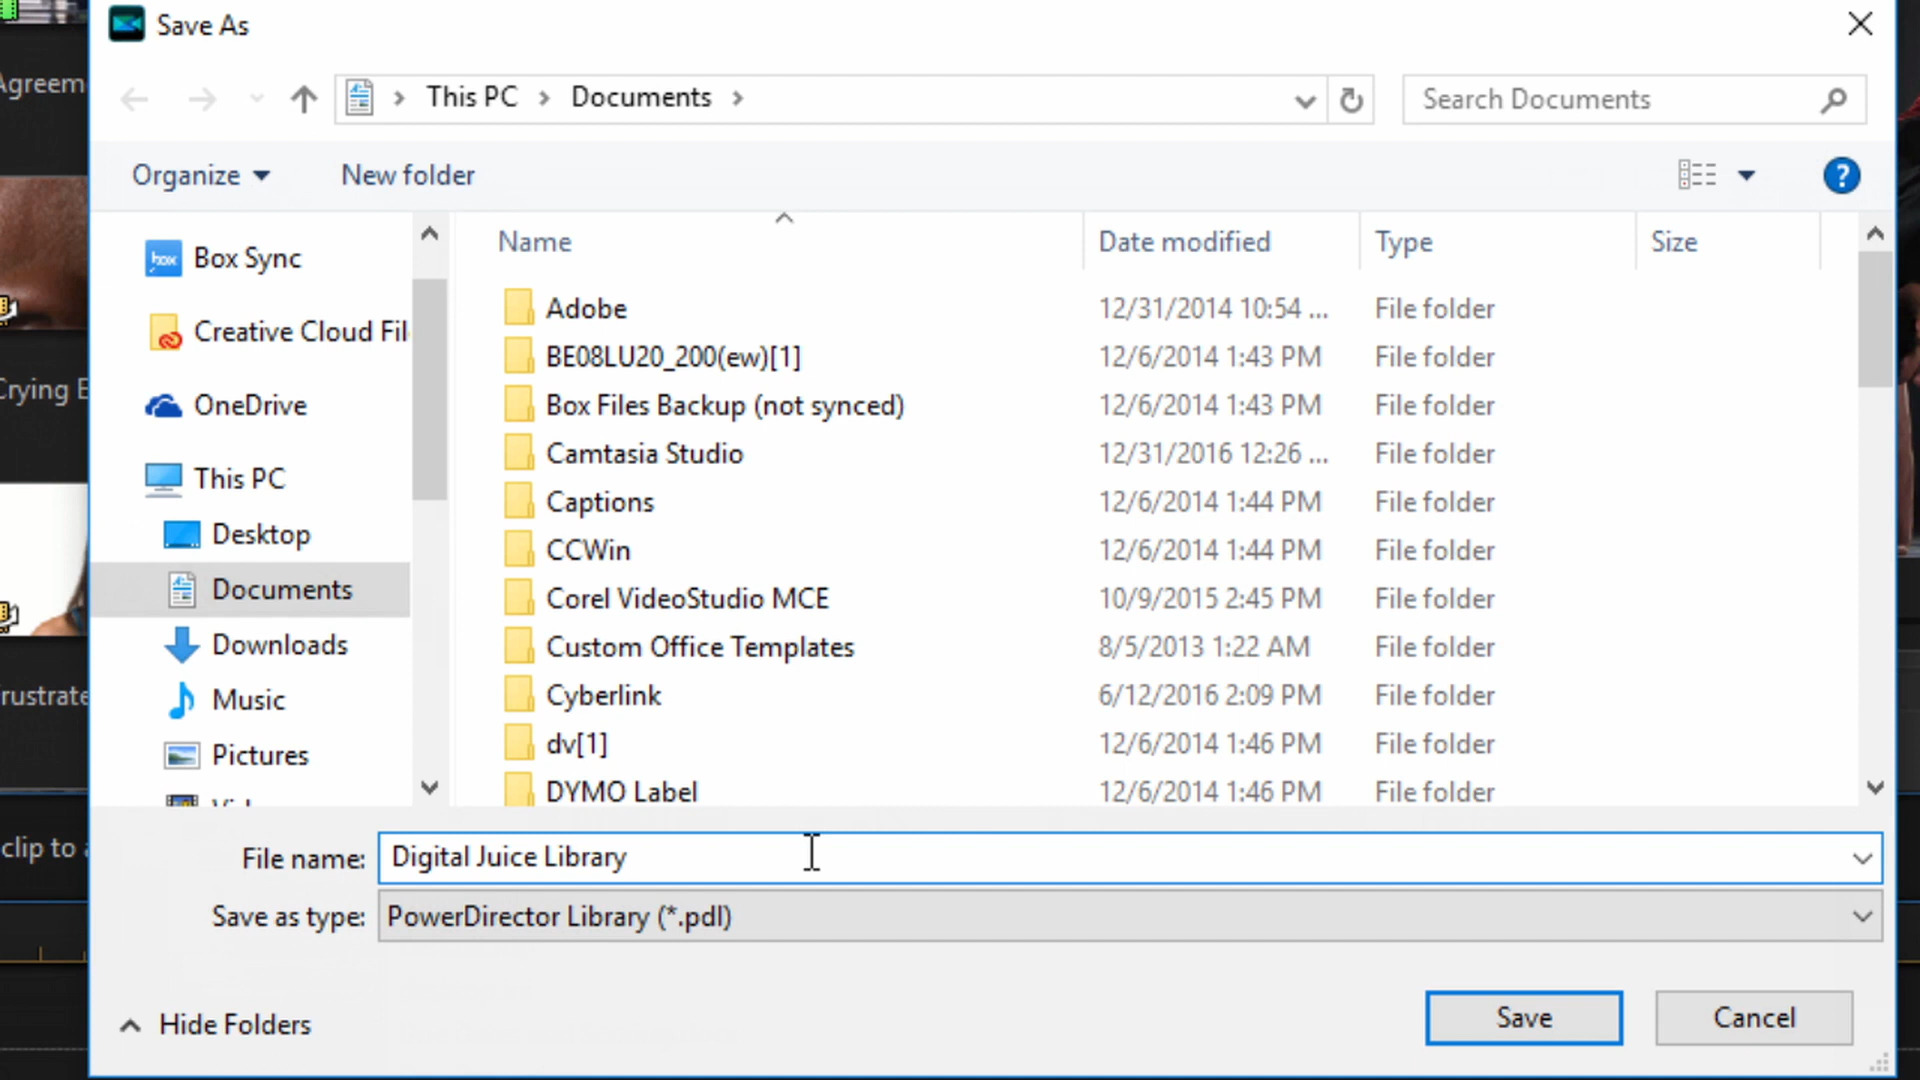 Save As
This PC
Documents
Search Documents
Organize
New folder
?
Name
Date modified
Type
Size
box
Box Sync
Creative Cloud Fil
OneDrive
This PC
Desktop
Documents
Downloads
Music
Pictures
Adobe 12/31/2014 10:54 ... File folder
BE08LU20_200(ew)[1] 12/6/2014 1:43 PM File folder
Box Files Backup (not synced) 12/6/2014 1:43 PM File folder
Camtasia Studio 12/31/2016 12:26 ... File folder
Captions 12/6/2014 1:44 PM File folder
CCWin 12/6/2014 1:44 PM File folder
Corel VideoStudio MCE 10/9/2015 2:45 PM File folder
Custom Office Templates 8/5/2013 1:22 AM File folder
Cyberlink 6/12/2016 2:09 PM File folder
dv[1] 12/6/2014 1:46 PM File folder
DYMO Label 12/6/2014 1:46 PM File folder
File name: Digital Juice Library
Save as type: PowerDirector Library (*.pdl)
Hide Folders
Save
Cancel
Agreem
Crying E
rustrate
clip to a